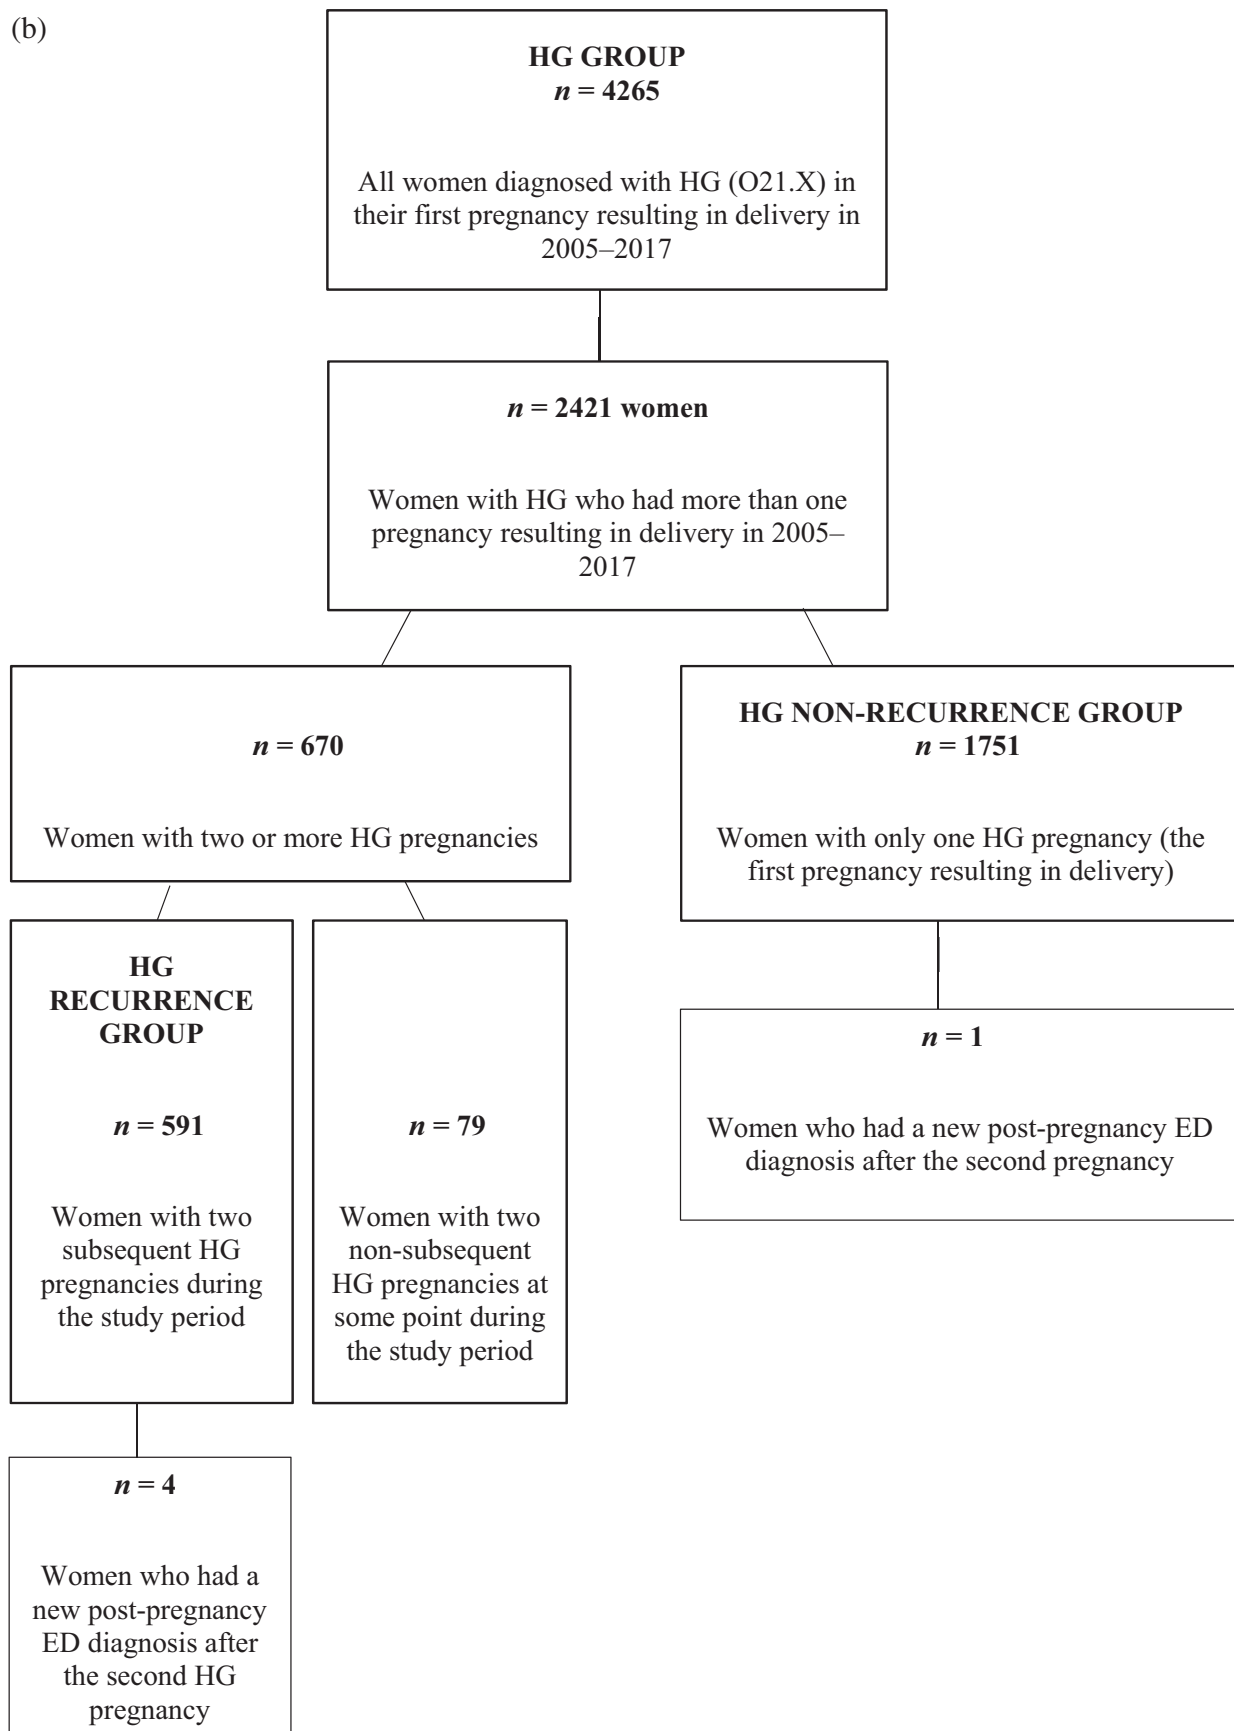 (b)
HG GROUP
n = 4265
All women diagnosed with HG (O21.X) in
their first pregnancy resulting in delivery in
2005–2017
n = 2421 women
Women with HG who had more than one
pregnancy resulting in delivery in 2005–
2017
n = 670
Women with two or more HG pregnancies
HG NON-RECURRENCE GROUP
n = 1751
Women with only one HG pregnancy (the
first pregnancy resulting in delivery)
HG
RECURRENCE
GROUP
n = 591
Women with two
subsequent HG
pregnancies during
the study period
n = 79
Women with two
non-subsequent
HG pregnancies at
some point during
the study period
n = 1
Women who had a new post-pregnancy ED
diagnosis after the second pregnancy
n = 4
Women who had a
new post-pregnancy
ED diagnosis after
the second HG
pregnancy